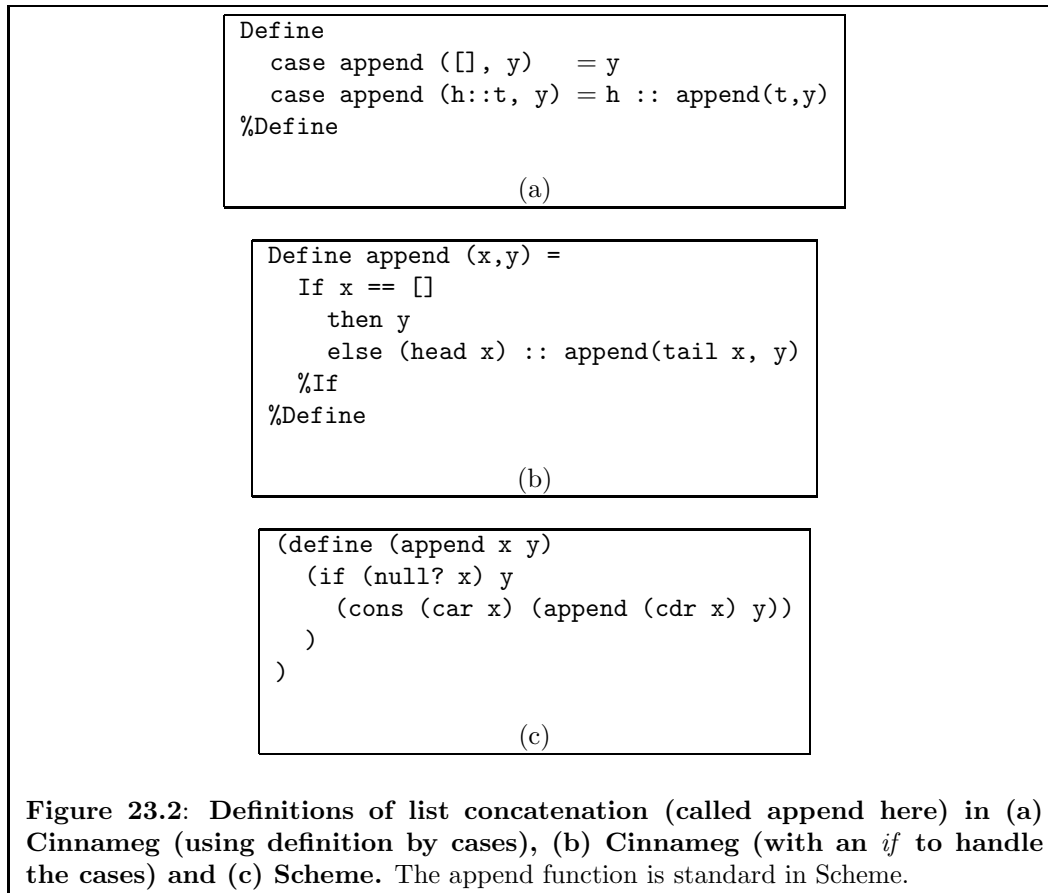 Define
  case append ([], y)   = y
  case append (h::t, y) = h :: append(t,y)
%Define
(a)
Define append (x,y) =
  If x == []
    then y
    else (head x) :: append(tail x, y)
  %If
%Define
(b)
(define (append x y)
  (if (null? x) y
    (cons (car x) (append (cdr x) y))
  )
)
(c)
Figure 23.2: Definitions of list concatenation (called append here) in (a)
Cinnameg (using definition by cases), (b) Cinnameg (with an if to handle
the cases) and (c) Scheme. The append function is standard in Scheme.